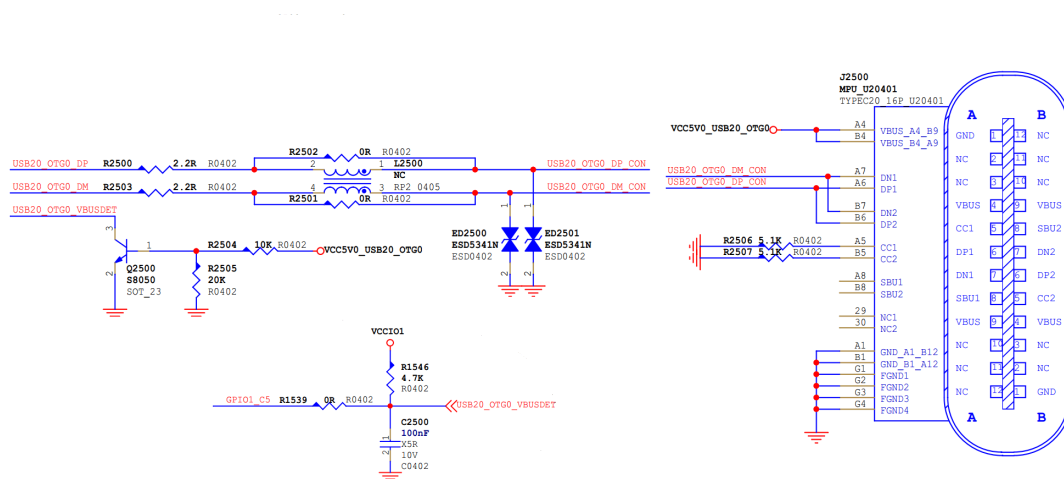 J2500
MPU_U20401
TYPEC20_16P_U20401
A B
VCC5V0_USB20_OTG0
A4 VBUS_A4_B9
B4 VBUS_B4_A9
GND 1 12 NC
R2502 0R R0402
2 1 L2500
NC
NC 2 11 NC
USB20_OTG0_DP R2500 2.2R R0402
USB20_OTG0_DP_CON
USB20_OTG0_DM_CON A7 DN1
USB20_OTG0_DP_CON A6 DP1
NC 3 10 NC
USB20_OTG0_DM R2503 2.2R R0402
4 3 RP2_0405
R2501 0R R0402
USB20_OTG0_DM_CON
VBUS 4 9 VBUS
USB20_OTG0_VBUSDET
B7 DN2
B6 DP2
CC1 5 8 SBU2
3
1
2
Q2500
S8050
SOT_23
R2504 10K R0402
VCC5V0_USB20_OTG0
R2505
20K
R0402
1 1
ED2500 ED2501
ESD5341N ESD5341N
ESD0402 ESD0402
2 2
R2506 5.1K R0402 A5 CC1
R2507 5.1K R0402 B5 CC2
DP1 6 7 DN2
DN1 7 6 DP2
A8 SBU1
B8 SBU2
SBU1 8 5 CC2
29 NC1
30 NC2
VBUS 9 4 VBUS
A1 GND_A1_B12
B1 GND_B1_A12
G1 FGND1
G2 FGND2
G3 FGND3
G4 FGND4
NC 10 3 NC
NC 11 2 NC
NC 12 1 GND
A B
VCCIO1
R1546
4.7K
R0402
GPIO1_C5 R1539 0R R0402
USB20_OTG0_VBUSDET
C2500
100nF
X5R
10V
C0402
1
2